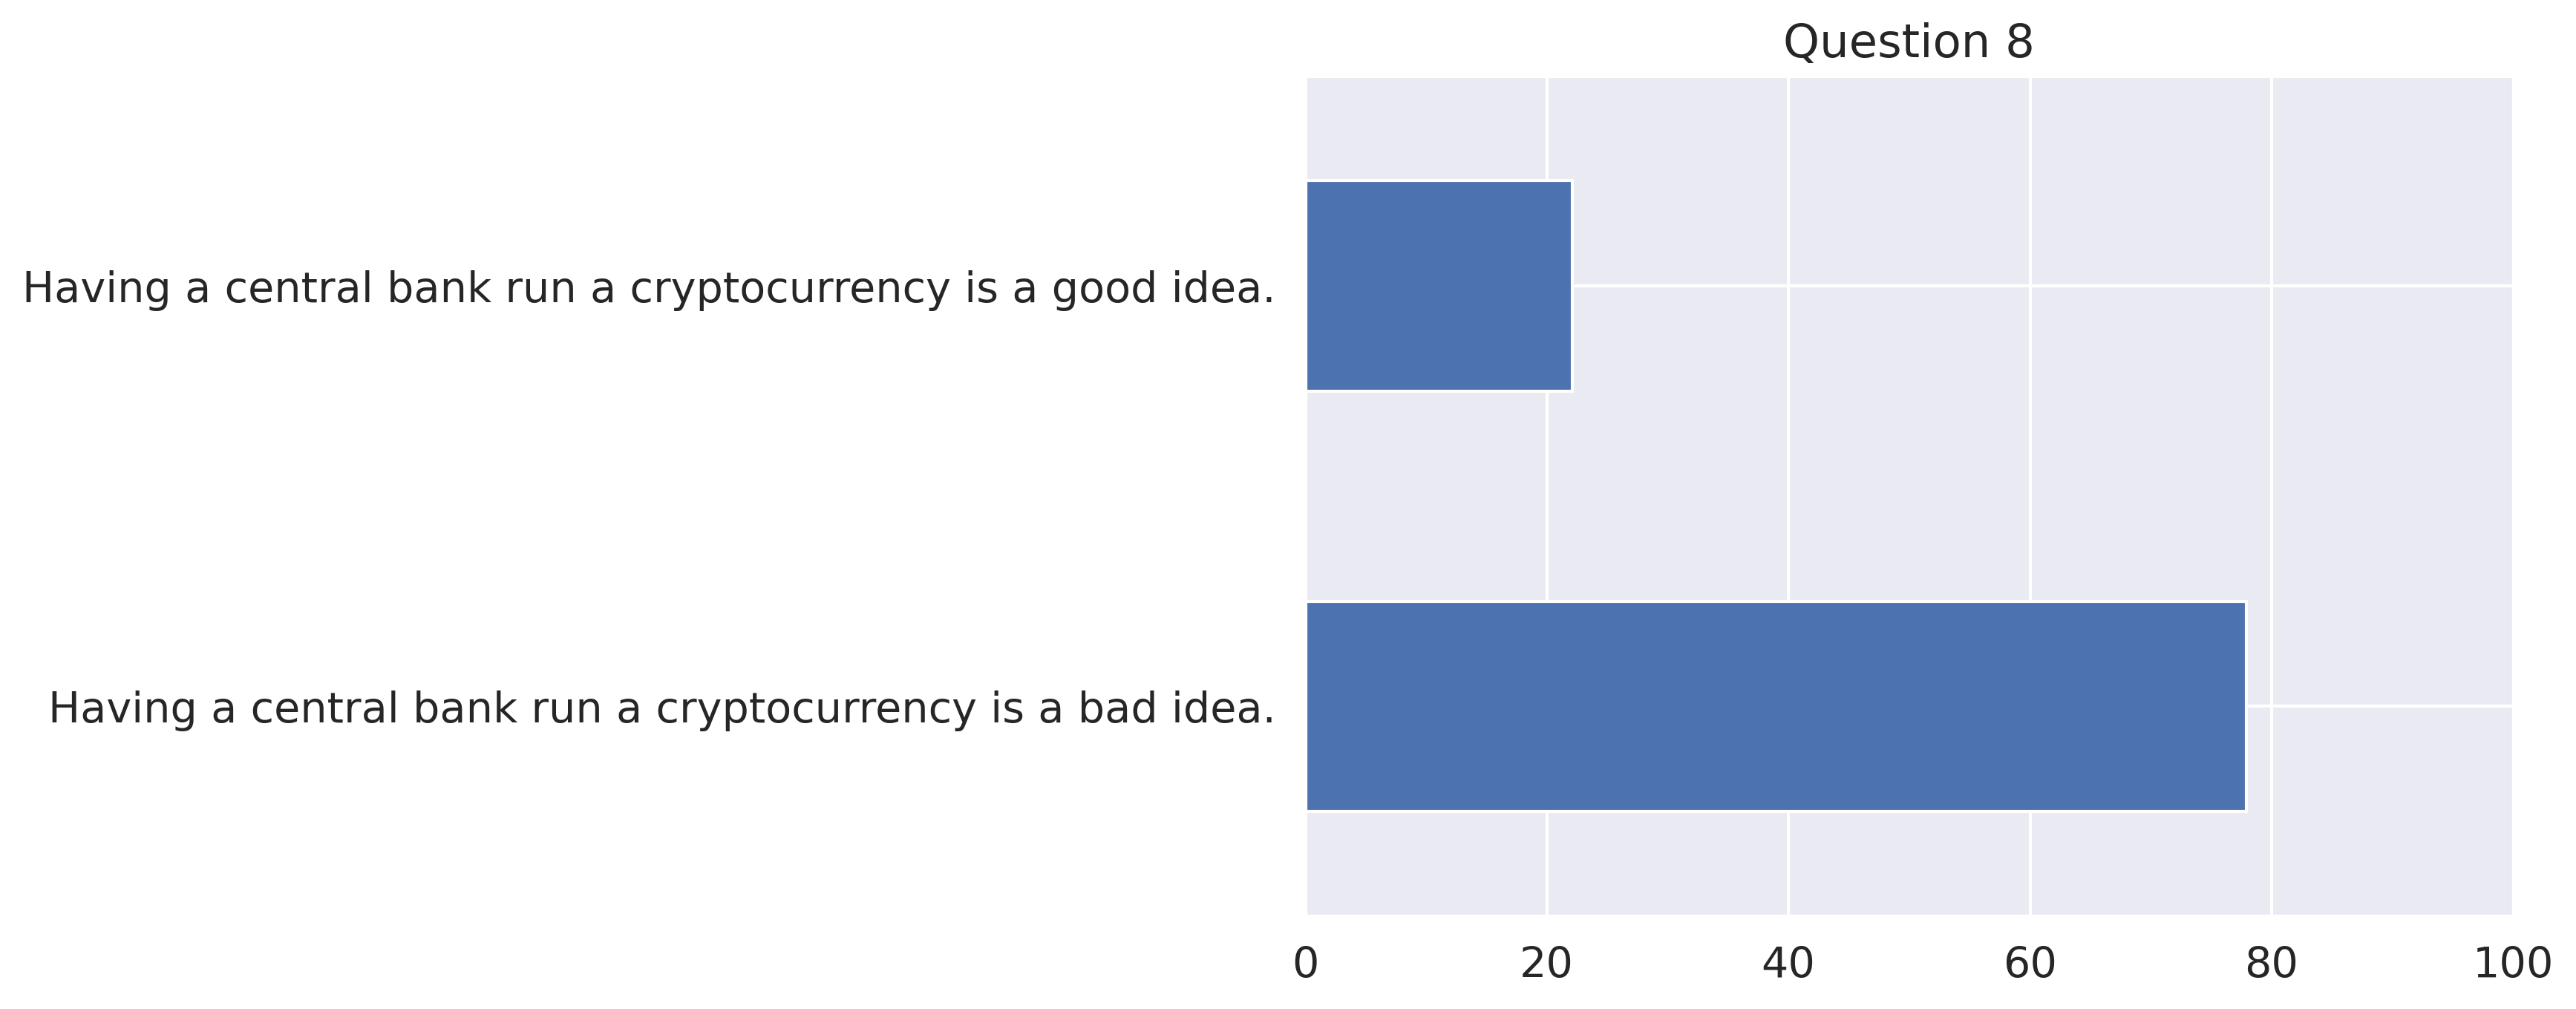 Question 8
Having a central bank run a cryptocurrency is a good idea.
Having a central bank run a cryptocurrency is a bad idea.
0 20 40 60 80 100